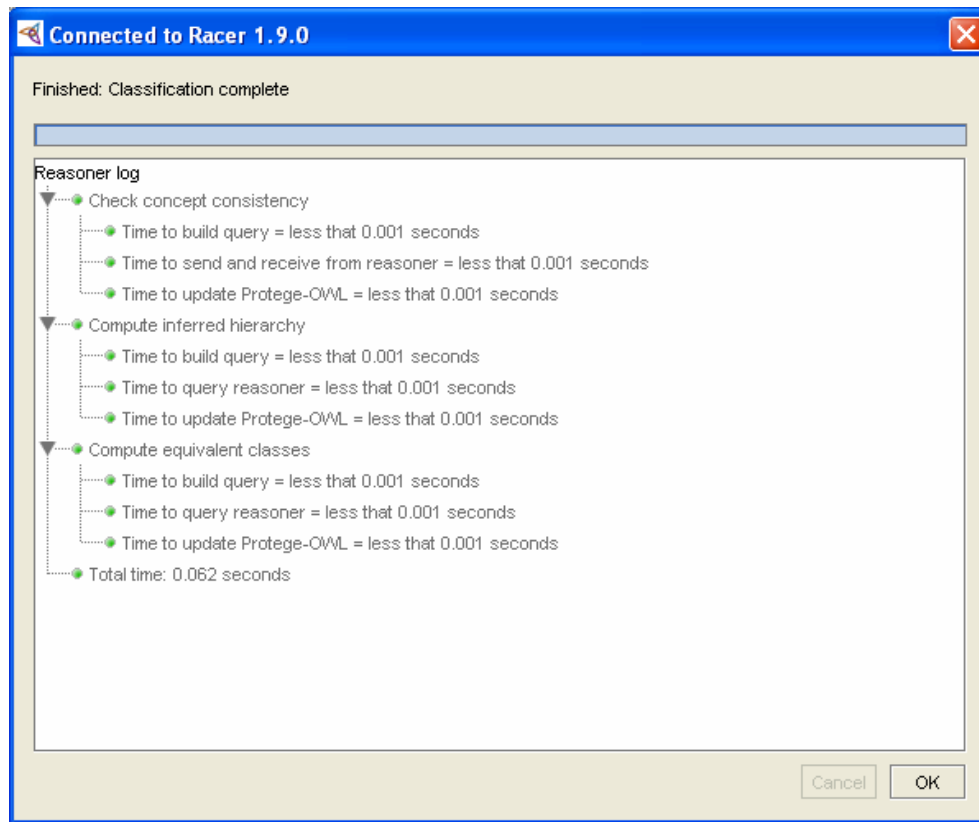 Connected to Racer 1.9.0
Finished: Classification complete
Reasoner log
Check concept consistency
Time to build query = less that 0.001 seconds
Time to send and receive from reasoner = less that 0.001 seconds
Time to update Protege-OWL = less that 0.001 seconds
Compute inferred hierarchy
Time to build query = less that 0.001 seconds
Time to query reasoner = less that 0.001 seconds
Time to update Protege-OWL = less that 0.001 seconds
Compute equivalent classes
Time to build query = less that 0.001 seconds
Time to query reasoner = less that 0.001 seconds
Time to update Protege-OWL = less that 0.001 seconds
Total time: 0.062 seconds
Cancel OK